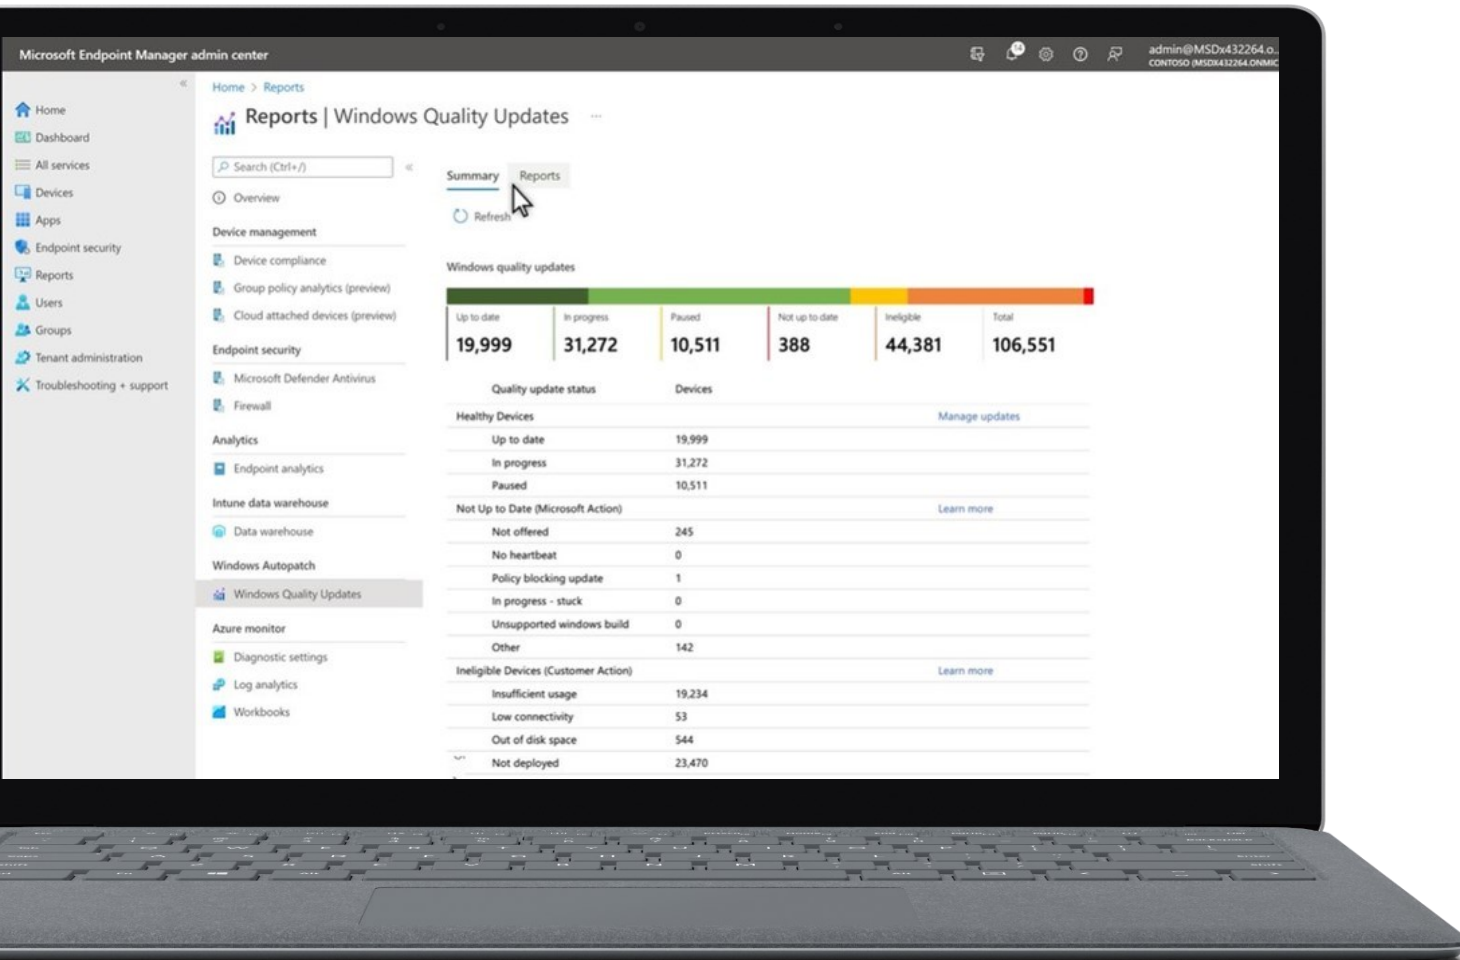 Microsoft Endpoint Manager admin center
14
admin@MSDx432264.o..
CONTOSO (MSDX432264.ONMIC
Home
Dashboard
All services
Devices
Apps
Endpoint security
Reports
Users
Groups
Tenant administration
Troubleshooting + support
Home > Reports
Reports | Windows Quality Updates ...
Search (Ctrl+/)
Overview
Device management
Device compliance
Group policy analytics (preview)
Cloud attached devices (preview)
Endpoint security
Microsoft Defender Antivirus
Firewall
Analytics
Endpoint analytics
Intune data warehouse
Data warehouse
Windows Autopatch
Windows Quality Updates
Azure monitor
Diagnostic settings
Log analytics
Workbooks
Summary Reports
Refresh
Windows quality updates
Up to date In progress Paused Not up to date Ineligible Total
19,999 31,272 10,511 388 44,381 106,551
Quality update status Devices
Healthy Devices Manage updates
Up to date 19,999
In progress 31,272
Paused 10,511
Not Up to Date (Microsoft Action) Learn more
Not offered 245
No heartbeat 0
Policy blocking update 1
In progress - stuck 0
Unsupported windows build 0
Other 142
Ineligible Devices (Customer Action) Learn more
Insufficient usage 19,234
Low connectivity 53
Out of disk space 544
Not deployed 23,470